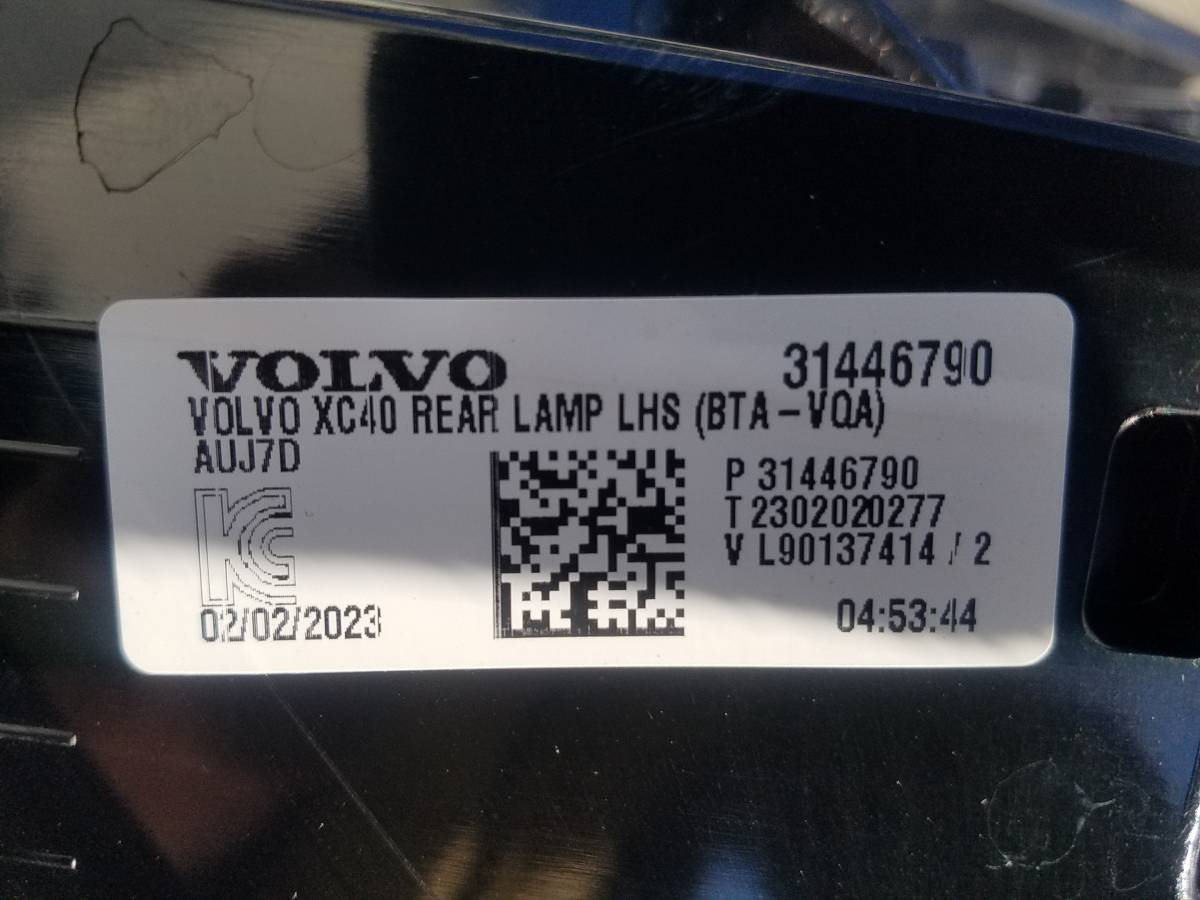 VOLVO 31446790
VOLVO XC40 REAR LAMP LHS (BTA-VQA)
AUJ7D
P 31446790
T 2302020277
V L90137414 / 2
KC
02/02/2023 04:53:44